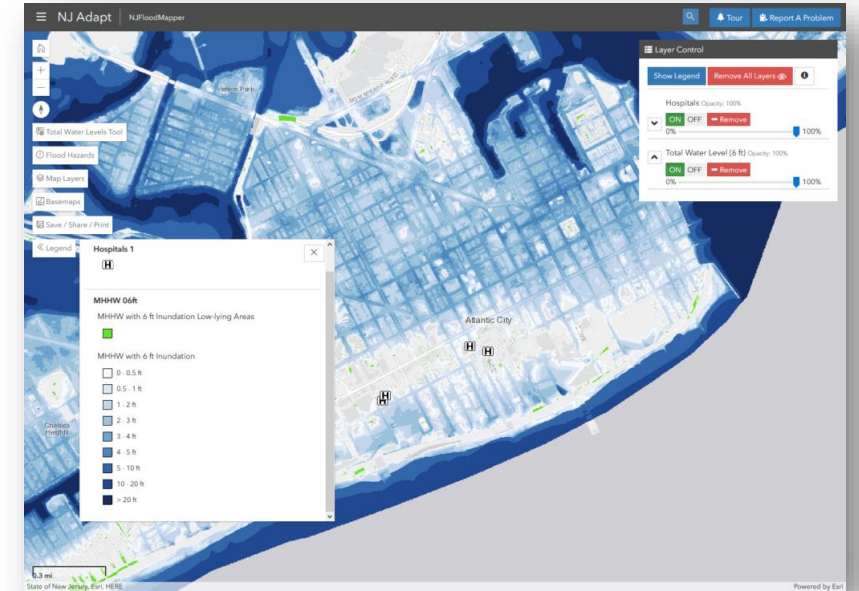 NJ Adapt
NJFloodMapper
Tour
Report A Problem
Venice Park
ABSECON BLVD
Total Water Levels Tool
Flood Hazards
Map Layers
Basemaps
Save / Share / Print
Legend
Layer Control
Show Legend
Remove All Layers
Hospitals Opacity: 100%
ON OFF Remove
0% 100%
Total Water Level (6 ft) Opacity: 100%
ON OFF Remove
0% 100%
Hospitals 1
H
MHHW 06ft
MHHW with 6 ft Inundation Low-lying Areas
MHHW with 6 ft Inundation
0 - 0.5 ft
0.5 - 1 ft
1 - 2 ft
2 - 3 ft
3 - 4 ft
4 - 5 ft
5 - 10 ft
10 - 20 ft
> 20 ft
Atlantic City
H
H
H
H
Chelsea
Heights
0.3 mi
State of New Jersey, Esri, HERE
Powered by Esri